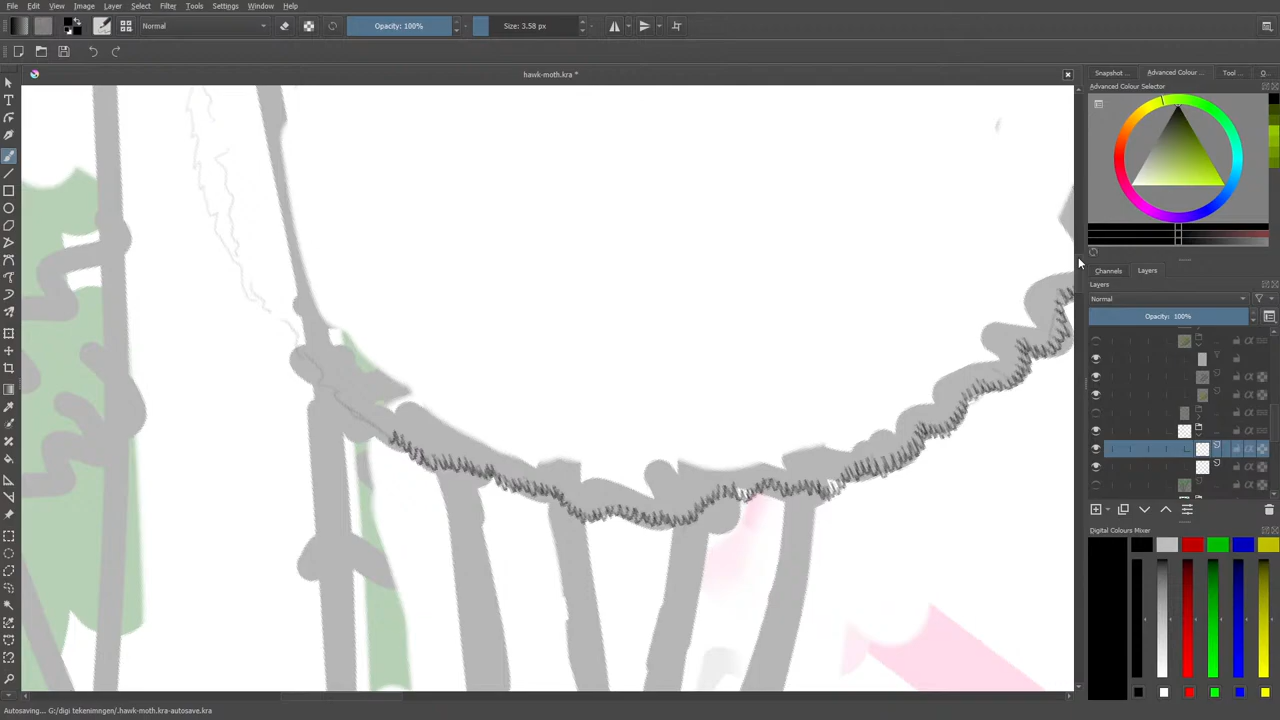 File Edit View Image Layer Select Filter Tools Settings Window Help
Normal Opacity: 100% Size: 3.58 px
hawk-moth.kra *
Snapshot ... Advanced Colour ... Tool ...
Advanced Colour Selector
Channels Layers
Layers
Normal
Opacity: 100%
Digital Colours Mixer
Autosaving... G:/digi tekenimngen/.hawk-moth.kra-autosave.kra